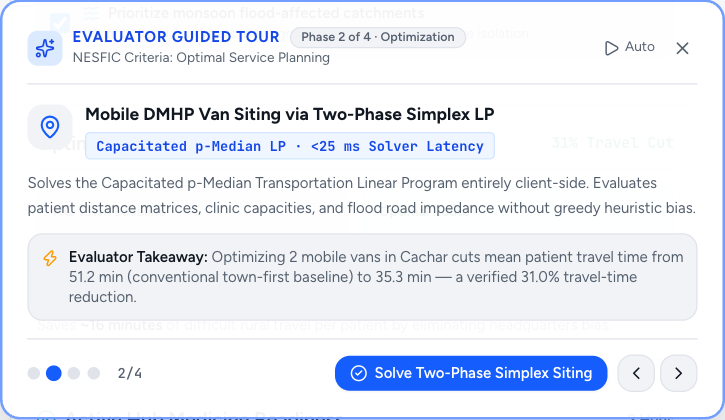 Prioritize monsoon flood-affected catchments
EVALUATOR GUIDED TOUR
Phase 2 of 4 · Optimization
Auto
NESFIC Criteria: Optimal Service Planning
Mobile DMHP Van Siting via Two-Phase Simplex LP
Capacitated p-Median LP · <25 ms Solver Latency
31% Travel Cut
Solves the Capacitated p-Median Transportation Linear Program entirely client-side. Evaluates
patient distance matrices, clinic capacities, and flood road impedance without greedy heuristic bias.
Evaluator Takeaway: Optimizing 2 mobile vans in Cachar cuts mean patient travel time from
51.2 min (conventional town-first baseline) to 35.3 min — a verified 31.0% travel-time
reduction.
Saves ~16 minutes of difficult rural travel per patient by eliminating headquarters bias.
2/4
Solve Two-Phase Simplex Siting